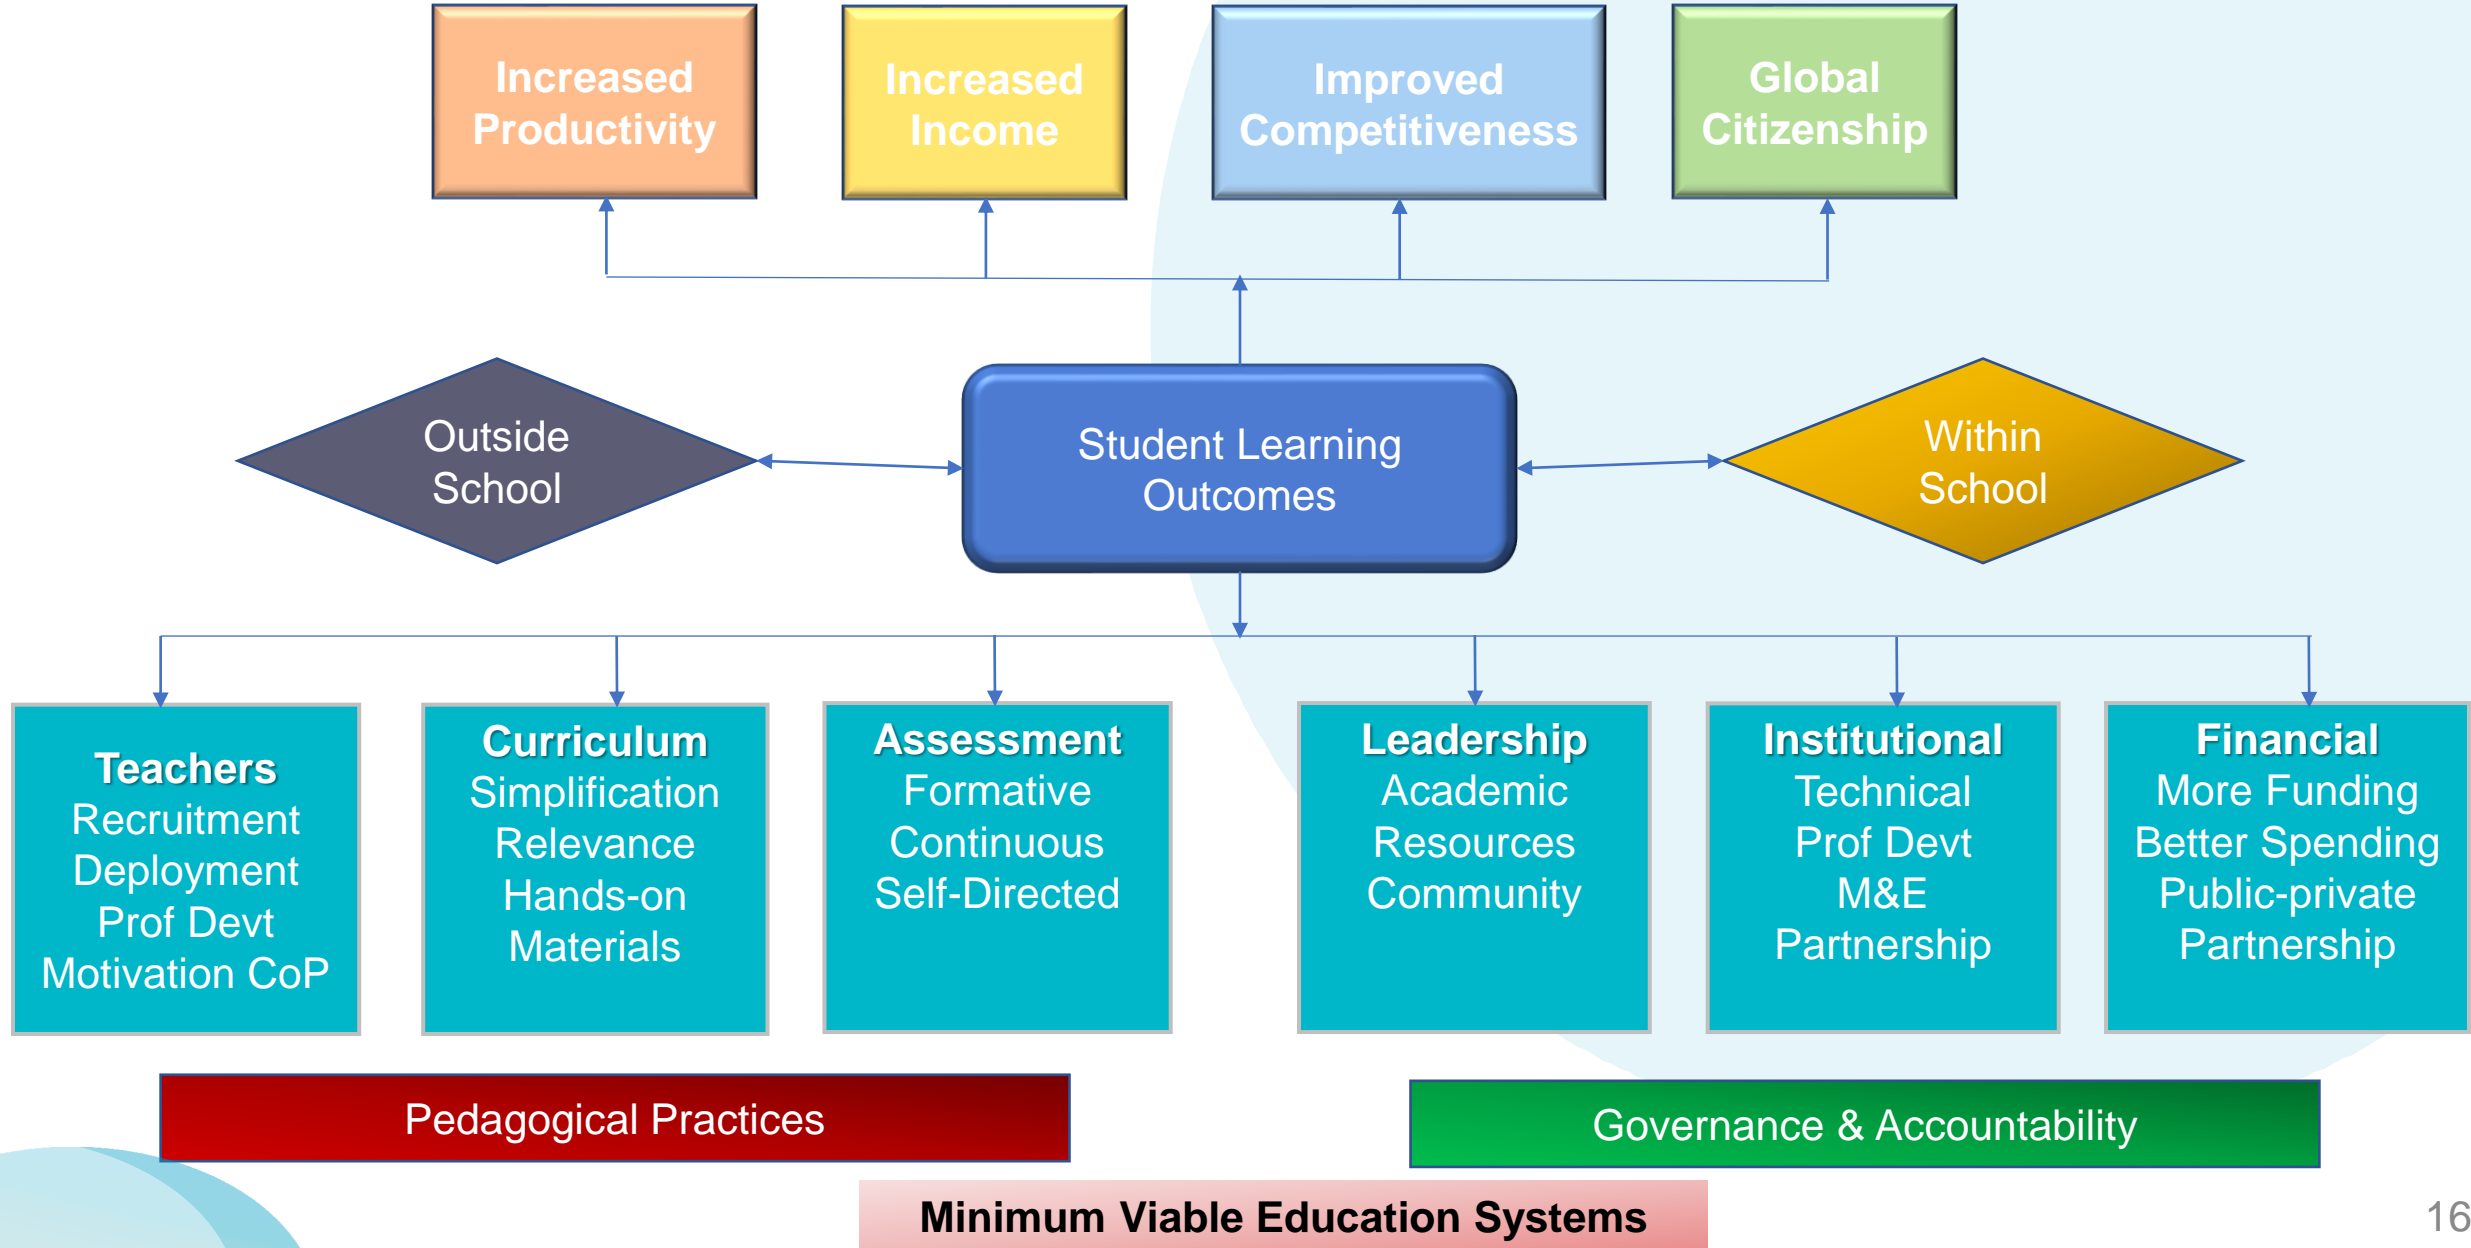 Increased
Productivity
Increased
Income
Improved
Competitiveness
Global
Citizenship
Outside
School
Student Learning
Outcomes
Within
School
Teachers
Recruitment
Deployment
Prof Devt
Motivation CoP
Curriculum
Simplification
Relevance
Hands-on
Materials
Assessment
Formative
Continuous
Self-Directed
Leadership
Academic
Resources
Community
Institutional
Technical
Prof Devt
M&E
Partnership
Financial
More Funding
Better Spending
Public-private
Partnership
Pedagogical Practices
Governance & Accountability
Minimum Viable Education Systems
16